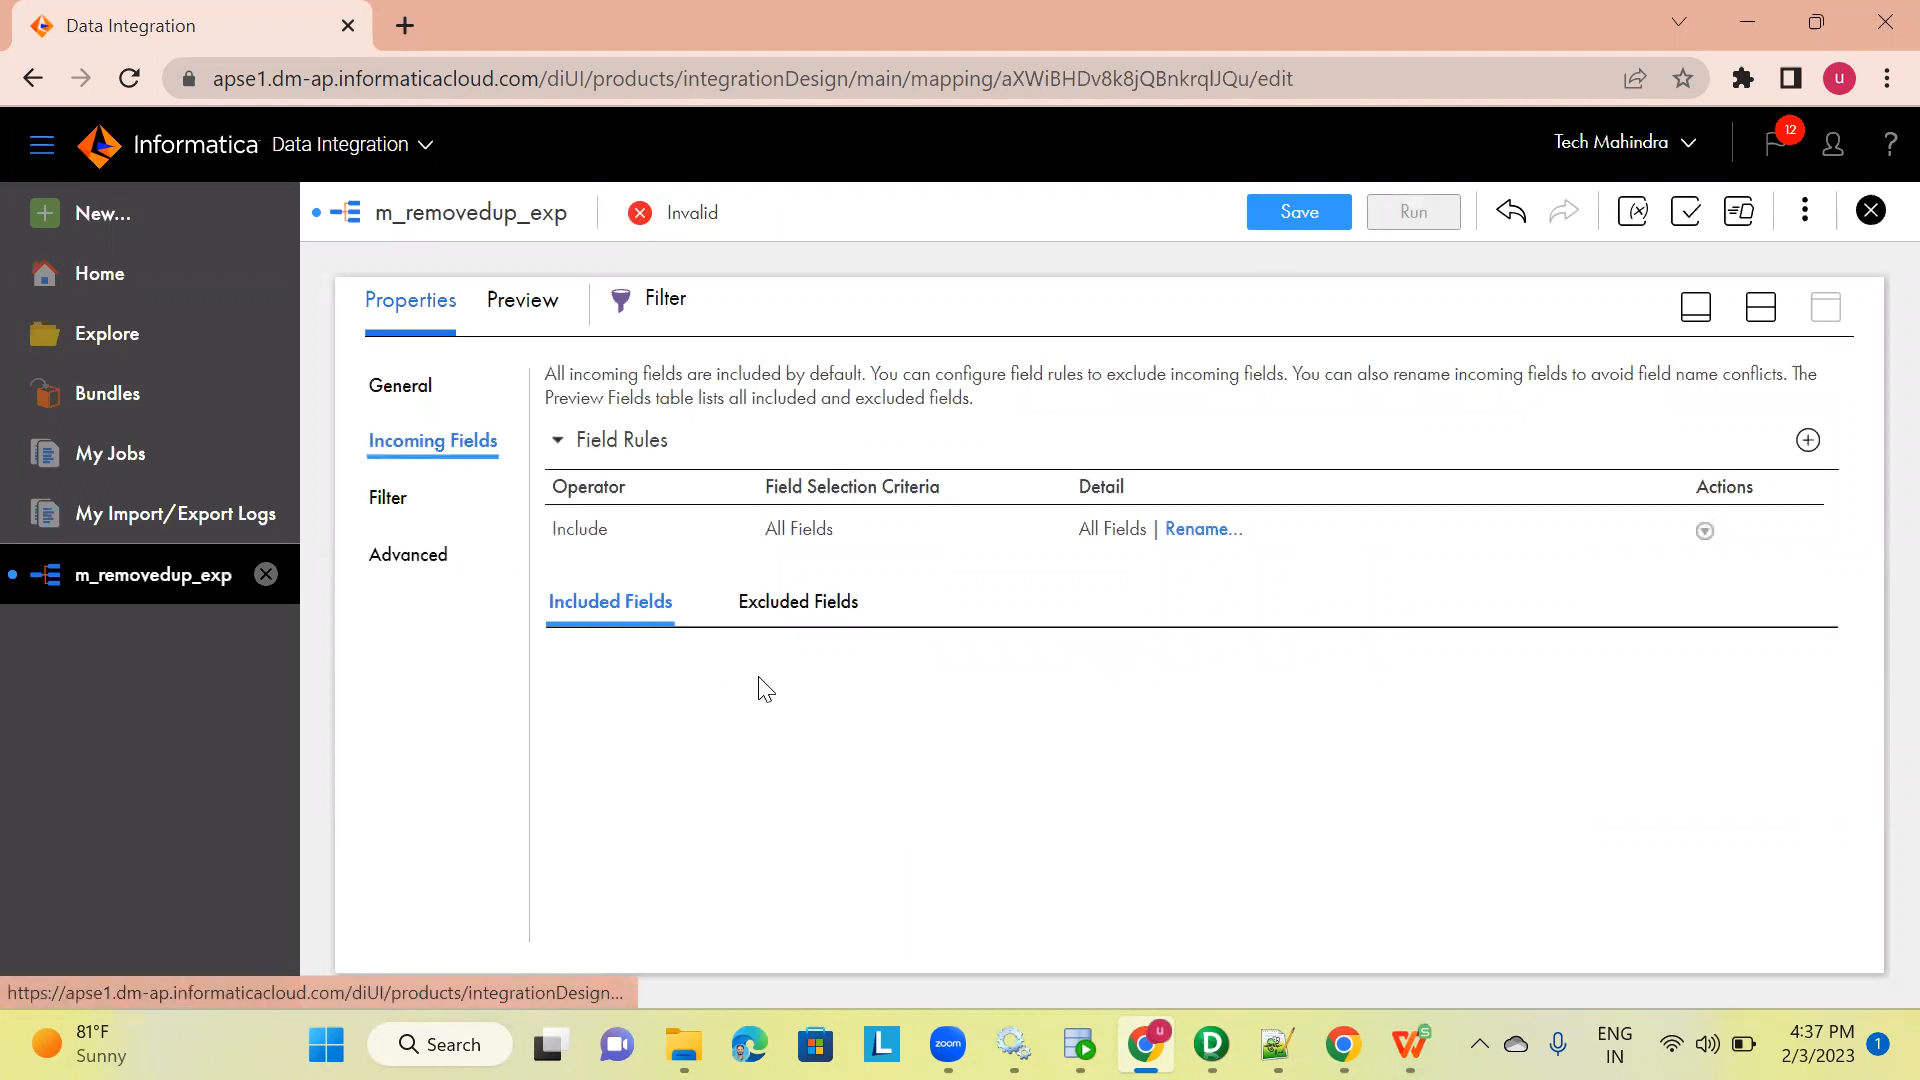 Data Integration
apse1.dm-ap.informaticacloud.com/diUI/products/integrationDesign/main/mapping/aXWiBHDv8k8jQBnkrqlJQu/edit
u
Informatica Data Integration
Tech Mahindra
12
?
New...
m_removedup_exp
Invalid
Save
Run
Home
Explore
Bundles
My Jobs
My Import/Export Logs
m_removedup_exp
Properties
Preview
Filter
General
Incoming Fields
Filter
Advanced
All incoming fields are included by default. You can configure field rules to exclude incoming fields. You can also rename incoming fields to avoid field name conflicts. The
Preview Fields table lists all included and excluded fields.
Field Rules
Operator Field Selection Criteria Detail Actions
Include All Fields All Fields | Rename...
Included Fields Excluded Fields
https://apse1.dm-ap.informaticacloud.com/diUI/products/integrationDesign...
81°F
Sunny
Search
L
zoom
u
D
W
S
ENG
IN
4:37 PM
2/3/2023
1